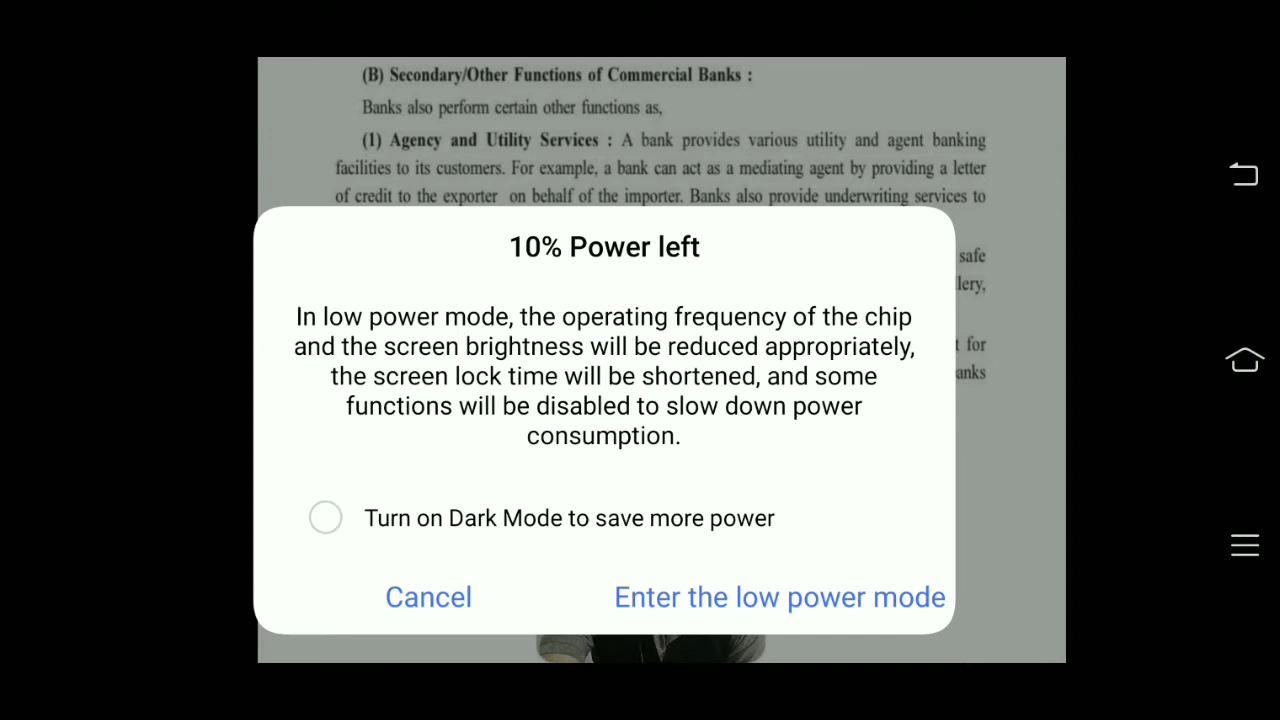 (B) Secondary/Other Functions of Commercial Banks :
Banks also perform certain other functions as,
(1) Agency and Utility Services : A bank provides various utility and agent banking
facilities to its customers. For example, a bank can act as a mediating agent by providing a letter
of credit to the exporter on behalf of the importer. Banks also provide underwriting services to
safe
lery,
t for
anks
10% Power left
In low power mode, the operating frequency of the chip
and the screen brightness will be reduced appropriately,
the screen lock time will be shortened, and some
functions will be disabled to slow down power
consumption.
Turn on Dark Mode to save more power
Cancel
Enter the low power mode